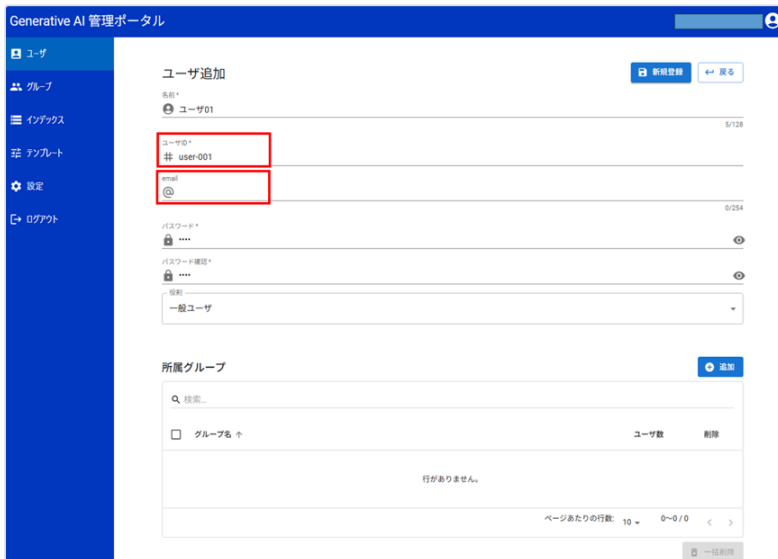 Generative AI 管理ポータル
ユーザ
グループ
インデックス
テンプレート
設定
ログアウト
ユーザ追加
新規登録
戻る
名前*
ユーザ01
5/128
ユーザID*
user-001
email
0/254
パスワード*
••••
パスワード確認*
••••
役割
一般ユーザ
所属グループ
追加
検索...
グループ名 ↑ ユーザ数 削除
行がありません。
ページあたりの行数: 10 0~0 / 0
一括削除